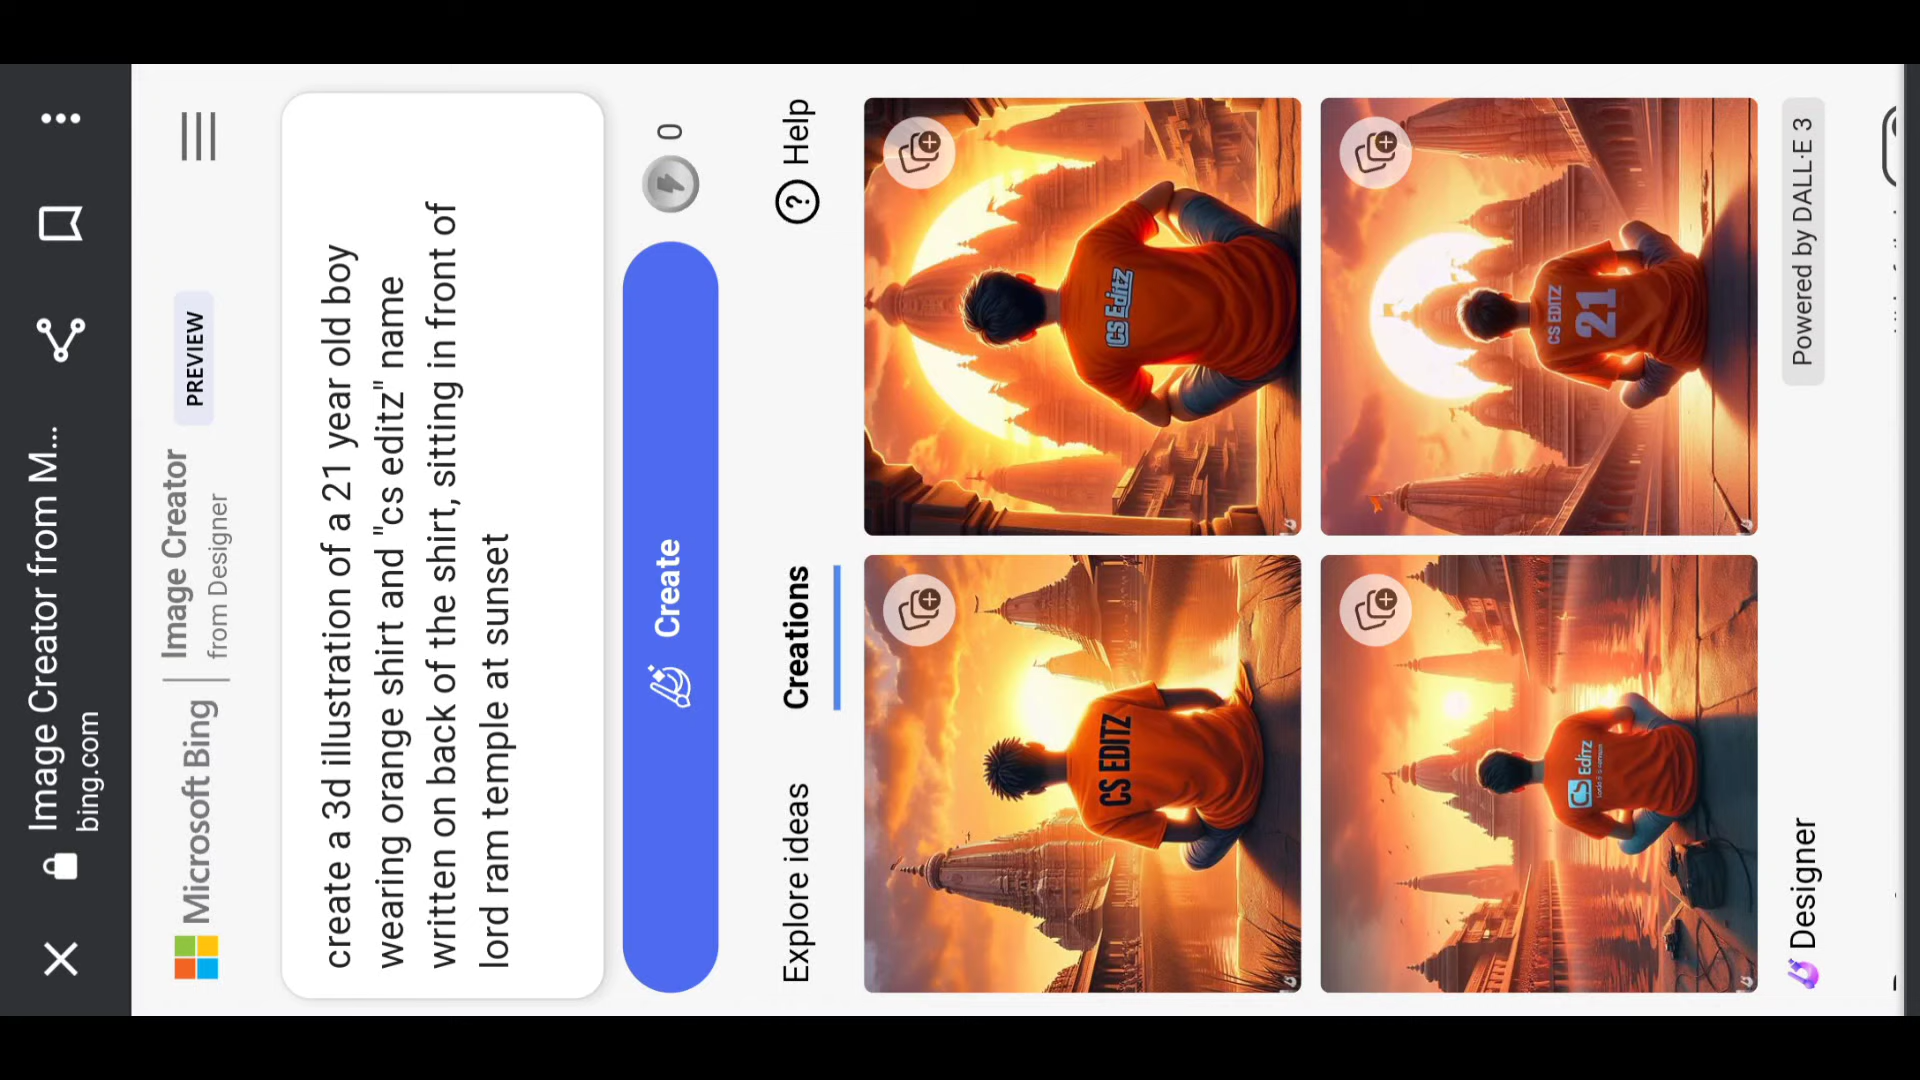 Image Creator from M...
bing.com
Microsoft Bing
Image Creator
from Designer
PREVIEW
create a 3d illustration of a 21 year old boy
wearing orange shirt and "cs editz" name
written on back of the shirt, sitting in front of
lord ram temple at sunset
Create
0
Explore ideas
Creations
Help
CS EDITZ
CS Editz
CS Editz
CS EDITZ
21
Designer
Powered by DALL·E 3